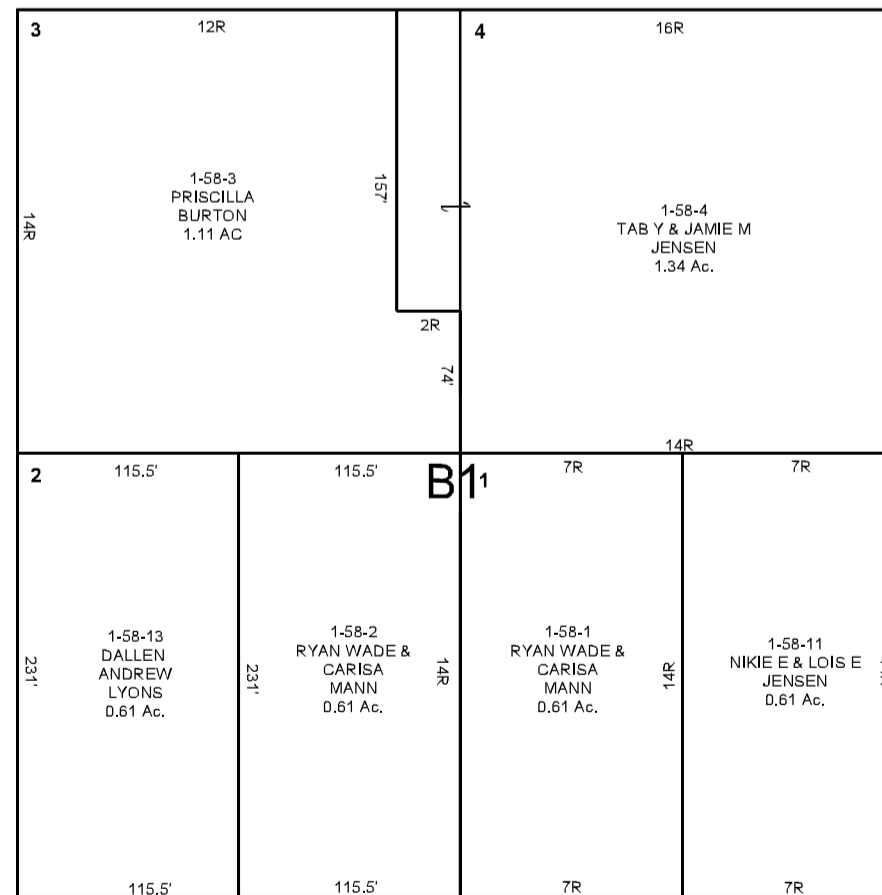 3
12R
4
16R
1-58-3
PRISCILLA
BURTON
1.11 AC
14R
157'
1-58-4
TAB Y & JAMIE M
JENSEN
1.34 Ac.
2R
74'
14R
2
115.5'
115.5'
B1
1
7R
7R
1-58-13
DALLEN
ANDREW
LYONS
0.61 Ac.
231'
231'
1-58-2
RYAN WADE &
CARISA
MANN
0.61 Ac.
14R
1-58-1
RYAN WADE &
CARISA
MANN
0.61 Ac.
14R
1-58-11
NIKIE E & LOIS E
JENSEN
0.61 Ac.
115.5'
115.5'
7R
7R